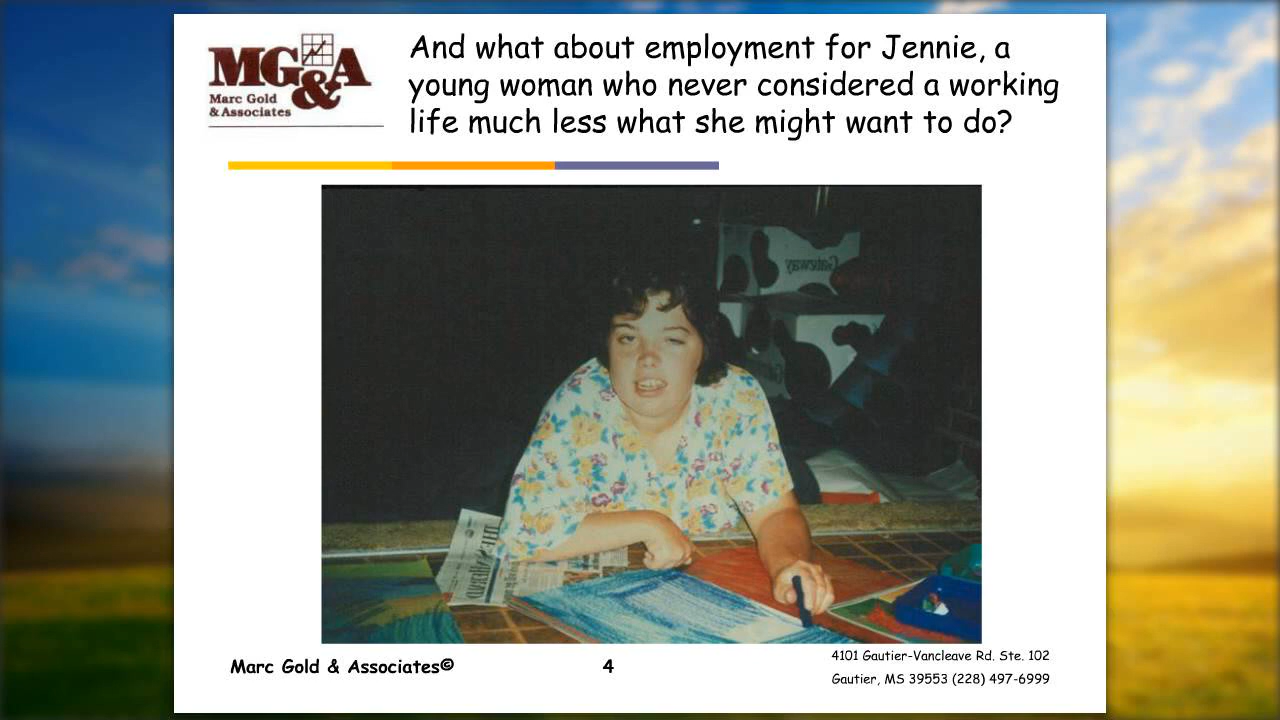 MG&A
Marc Gold
& Associates
And what about employment for Jennie, a
young woman who never considered a working
life much less what she might want to do?
Gateway
Marc Gold & Associates©
4
4101 Gautier-Vancleave Rd. Ste. 102
Gautier, MS 39553 (228) 497-6999